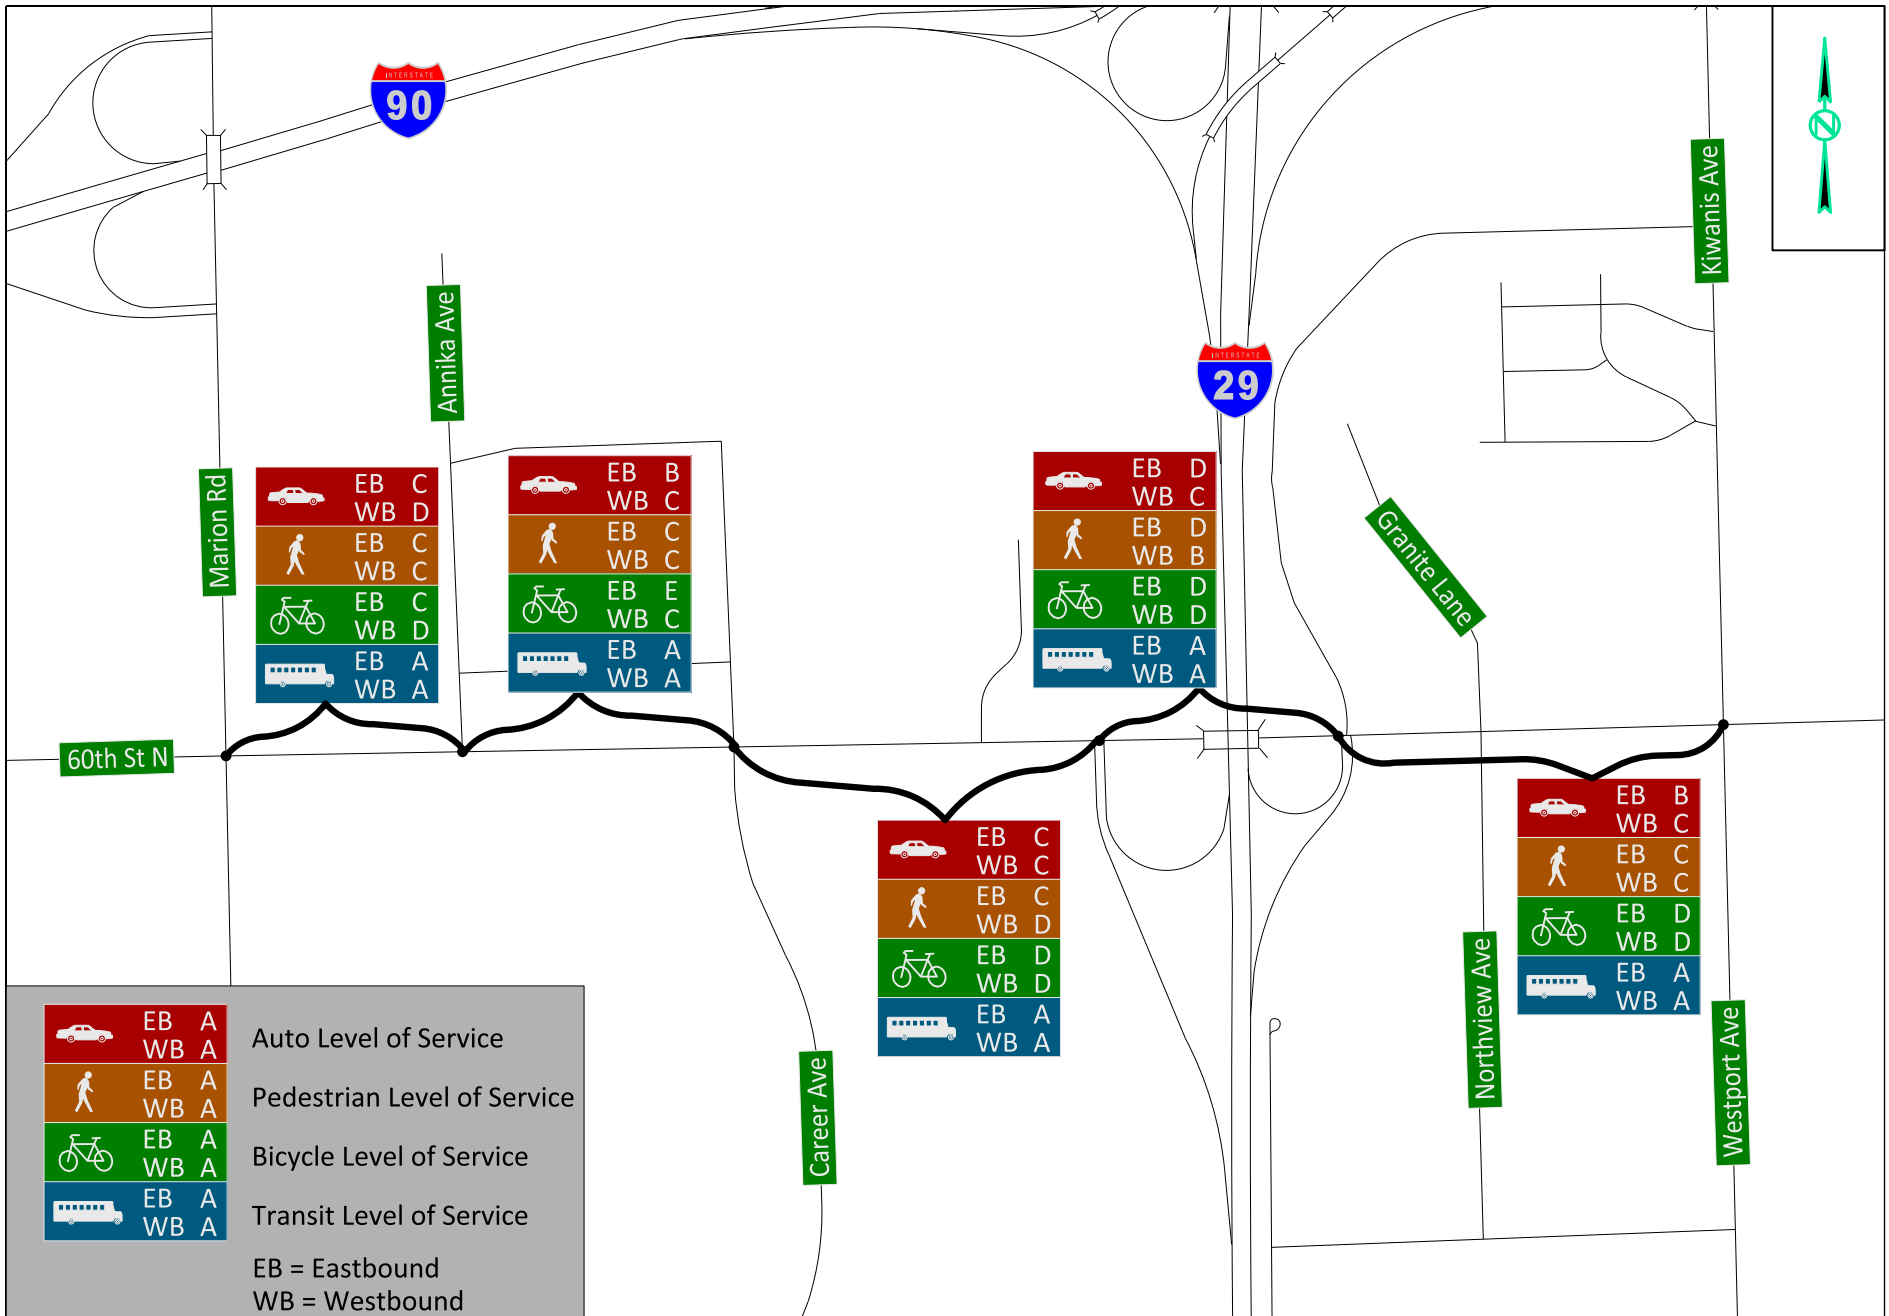 INTERSTATE
90
Kiwanis Ave
Annika Ave
INTERSTATE
29
Marion Rd
EB C
WB D
EB C
WB C
EB C
WB D
EB A
WB A
EB B
WB C
EB C
WB C
EB E
WB C
EB A
WB A
EB D
WB C
EB D
WB B
EB D
WB D
EB A
WB A
Granite Lane
60th St N
EB C
WB C
EB C
WB D
EB D
WB D
EB A
WB A
EB B
WB C
EB C
WB C
EB D
WB D
EB A
WB A
Northview Ave
Westport Ave
Career Ave
EB A
WB A
Auto Level of Service
EB A
WB A
Pedestrian Level of Service
EB A
WB A
Bicycle Level of Service
EB A
WB A
Transit Level of Service
EB = Eastbound
WB = Westbound
N